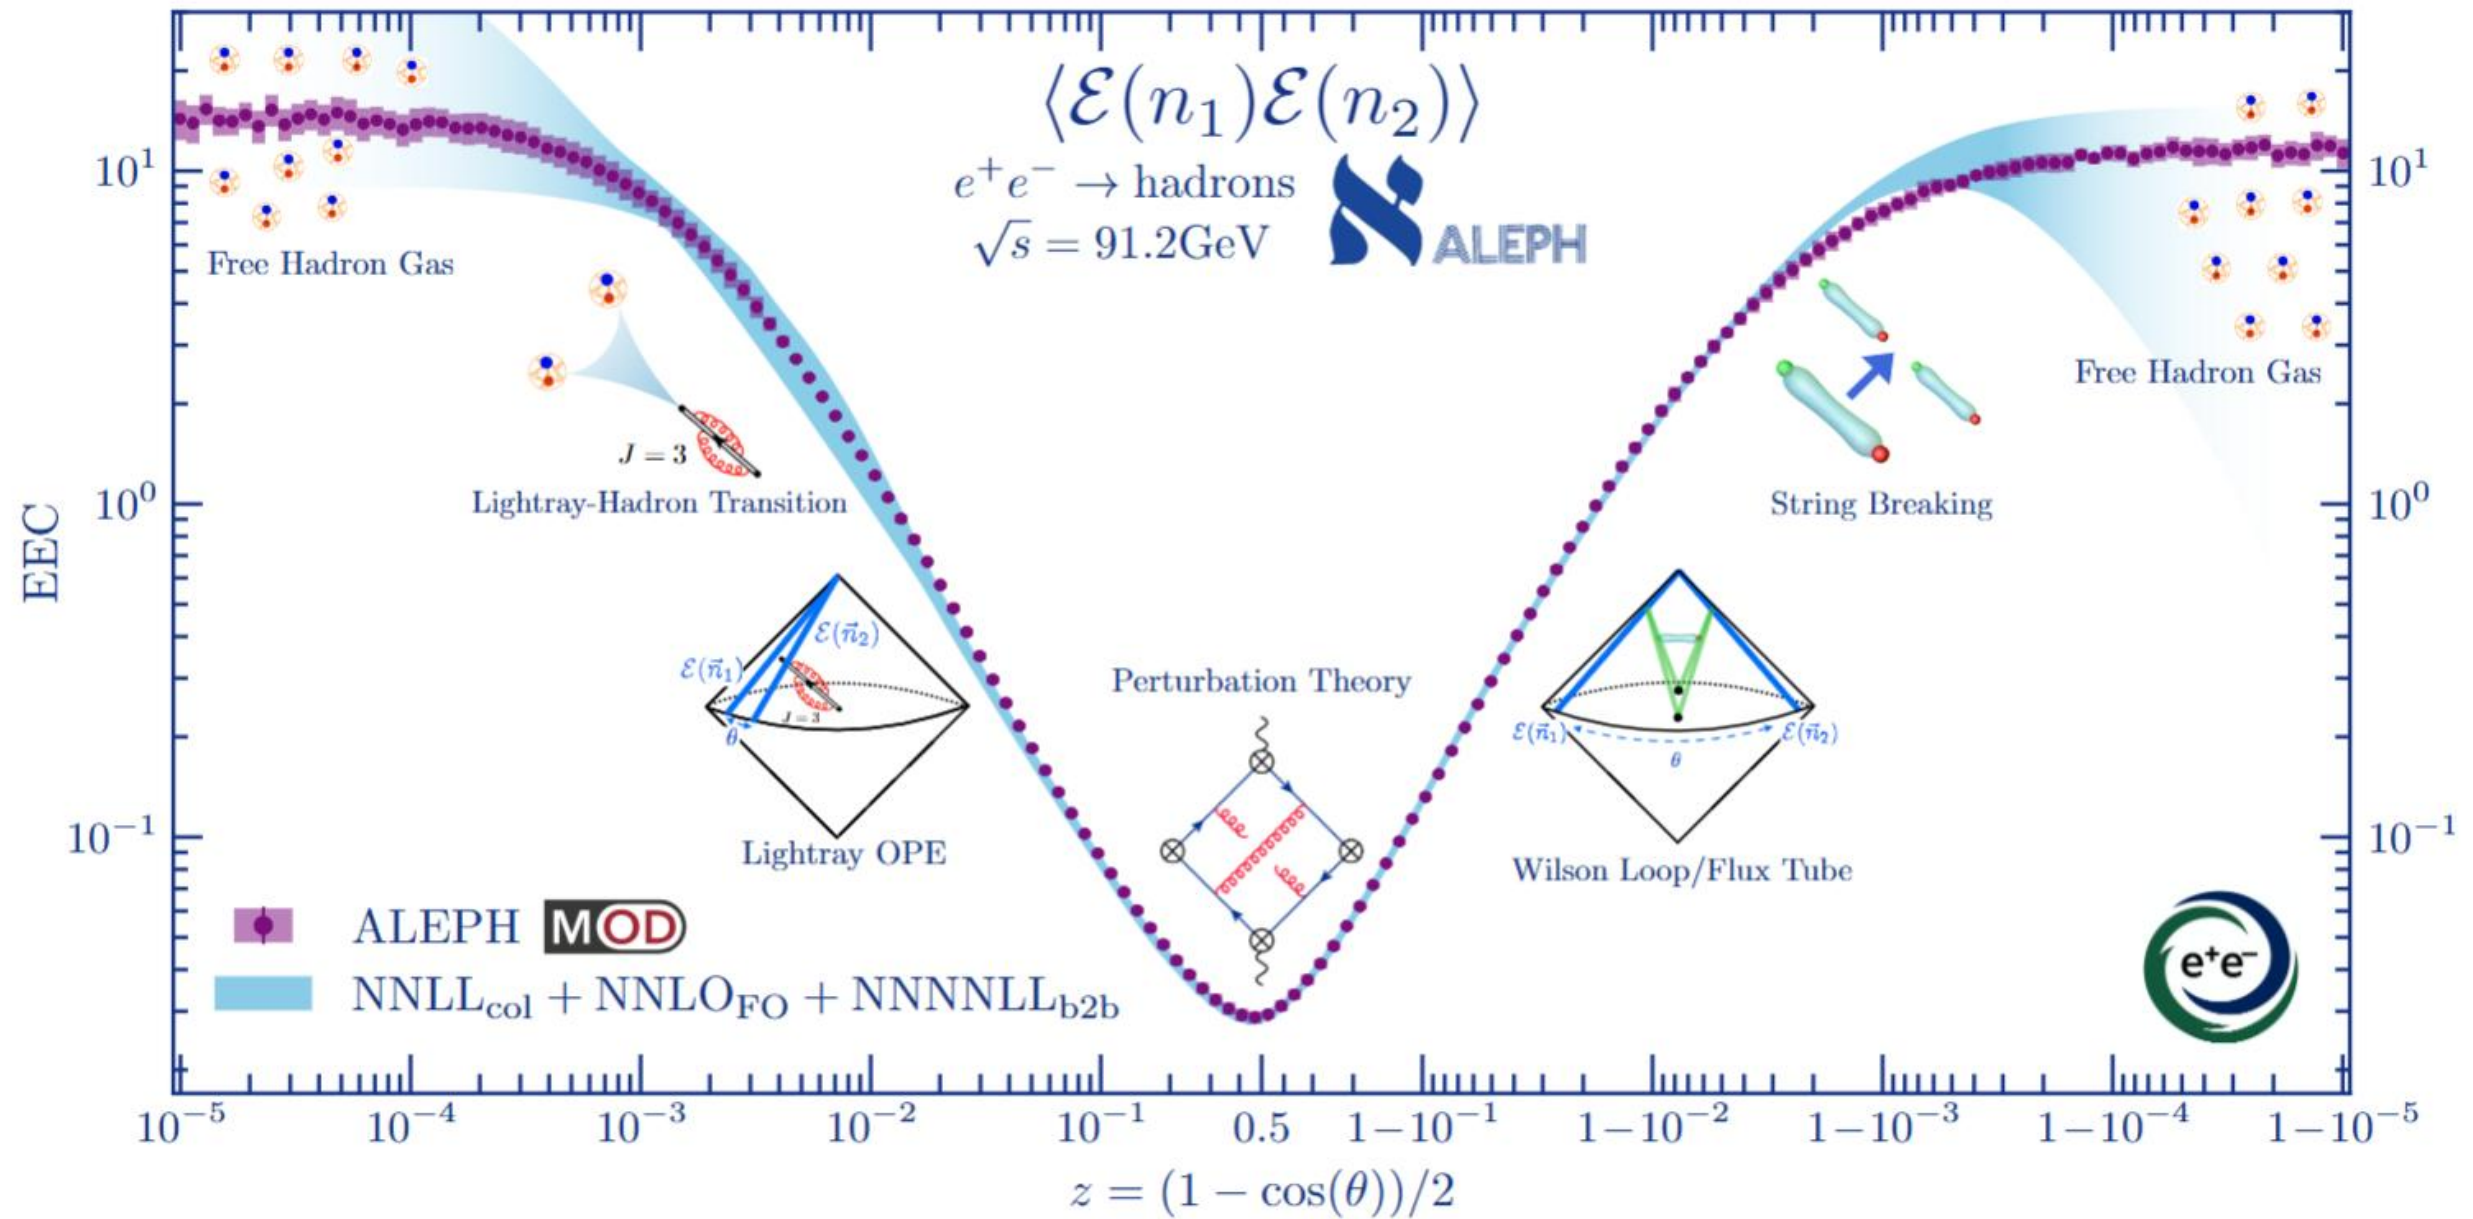 ⟨ℰ(n₁)ℰ(n₂)⟩
e⁺e⁻ → hadrons
√s = 91.2GeV
ℵ ALEPH
10¹
10⁰
10⁻¹
EEC
Free Hadron Gas
J = 3
Lightray-Hadron Transition
ℰ(n⃗₁)
ℰ(n⃗₂)
J = 3
θ
Lightray OPE
Perturbation Theory
String Breaking
Free Hadron Gas
ℰ(n⃗₁)
ℰ(n⃗₂)
θ
Wilson Loop/Flux Tube
10¹
10⁰
10⁻¹
ALEPH MOD
NNLL_col + NNLO_FO + NNNNLL_b2b
e⁺e⁻
10⁻⁵ 10⁻⁴ 10⁻³ 10⁻² 10⁻¹ 0.5 1−10⁻¹ 1−10⁻² 1−10⁻³ 1−10⁻⁴ 1−10⁻⁵
z = (1 − cos(θ))/2